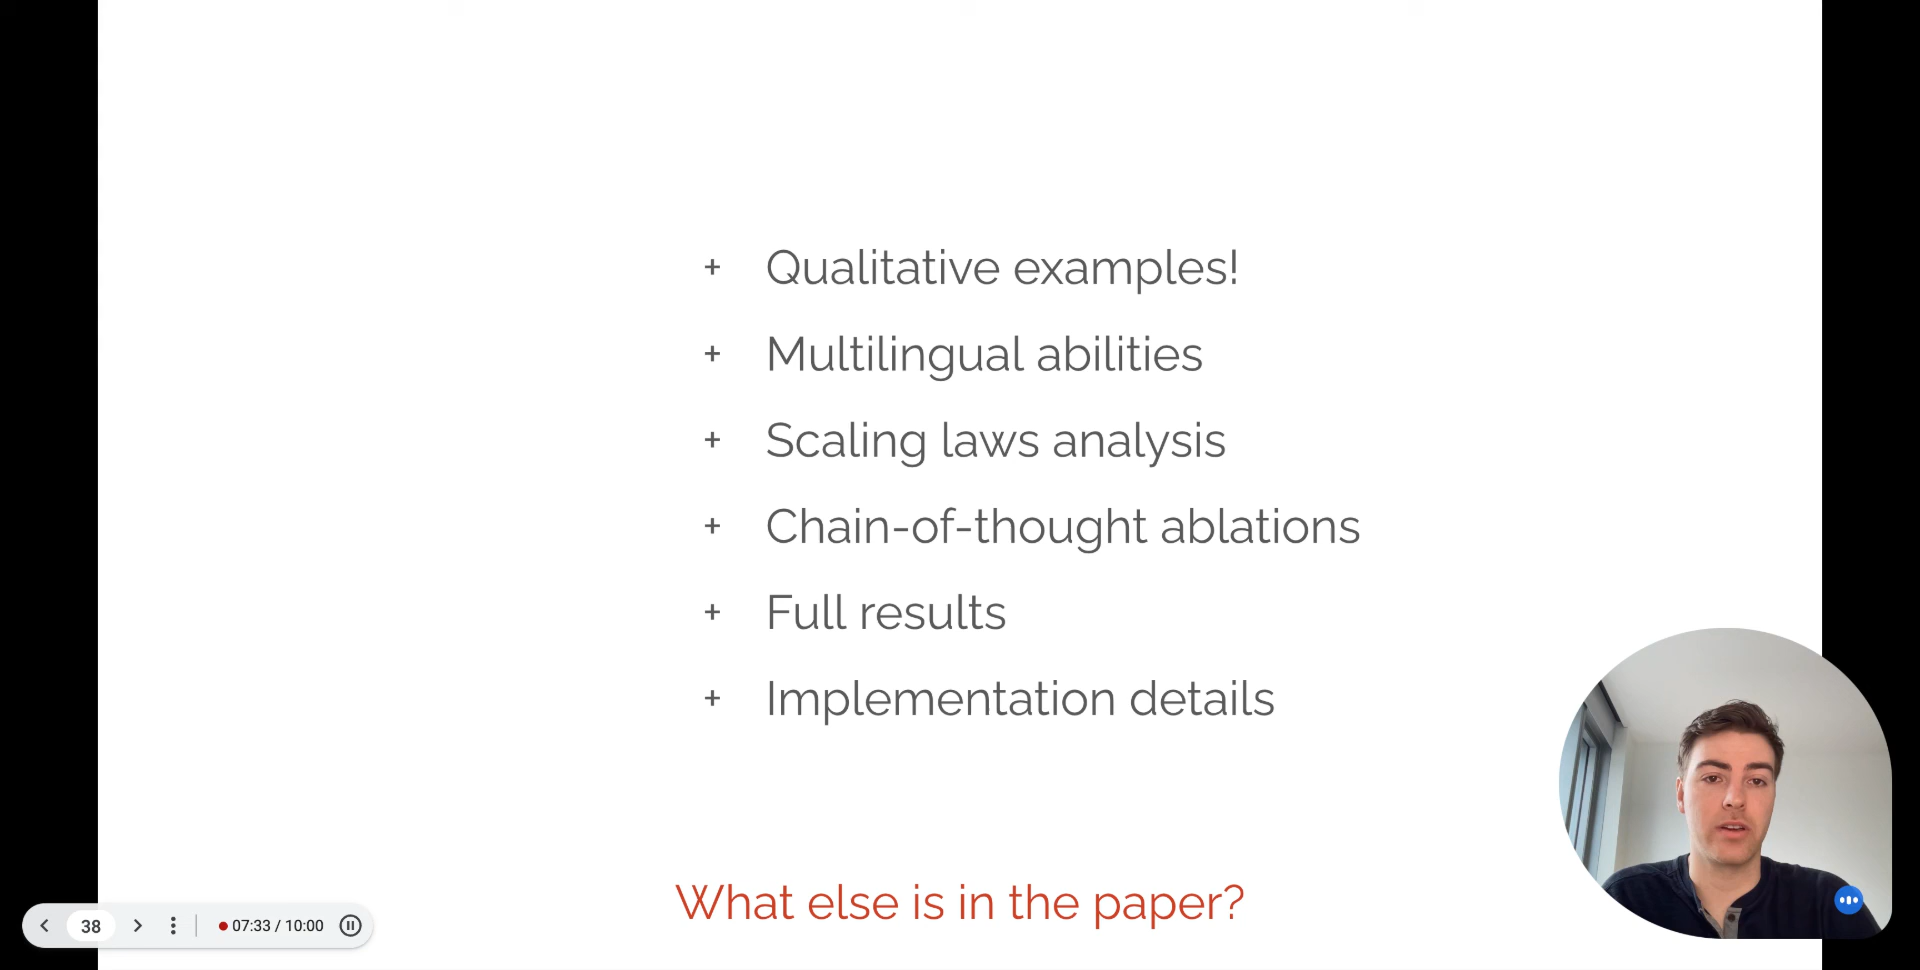 + Qualitative examples!
+ Multilingual abilities
+ Scaling laws analysis
+ Chain-of-thought ablations
+ Full results
+ Implementation details
What else is in the paper?
38
07:33 / 10:00